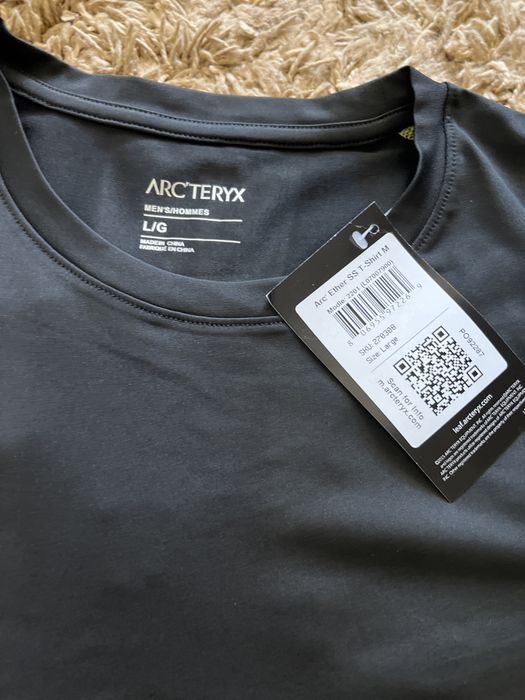 ARC'TERYX
MEN'S/HOMMES
L/G
MADE IN CHINA
FABRIQUÉ EN CHINE
Arc' Ether SS T-Shirt M
SKU: 270308
Size: Large
PO92287
Scan for Info
m.arcteryx.com
leaf.arcteryx.com